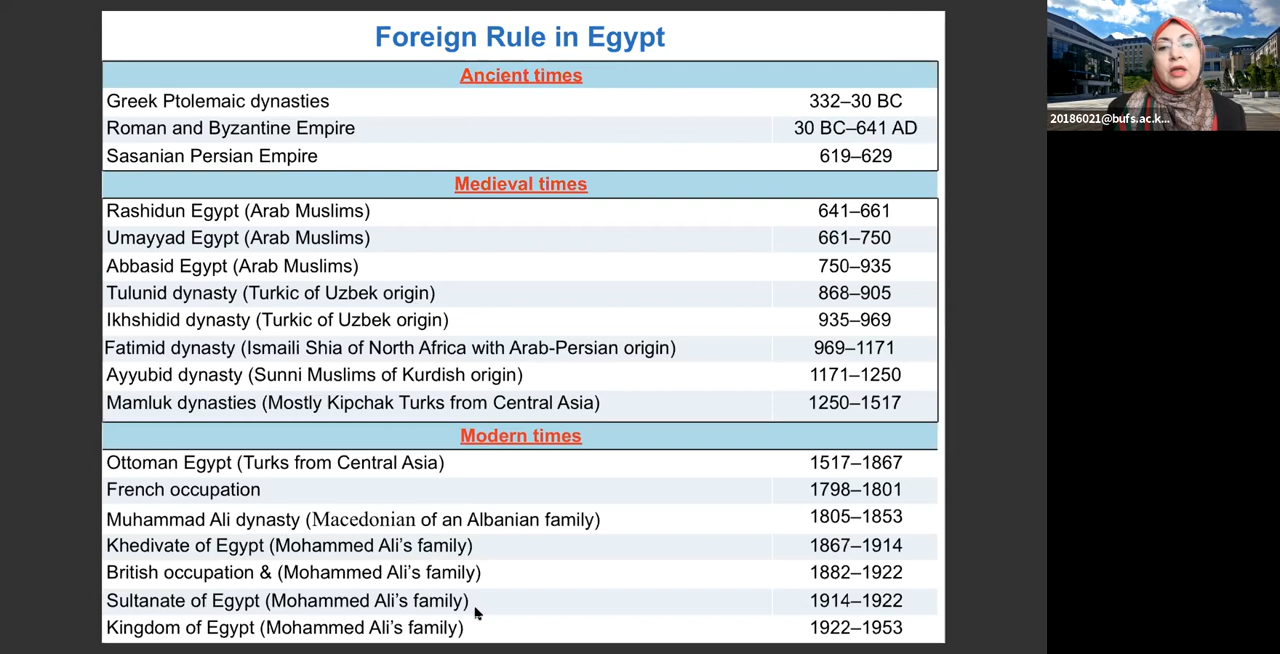 Foreign Rule in Egypt
Ancient times
Greek Ptolemaic dynasties 332–30 BC
Roman and Byzantine Empire 30 BC–641 AD
Sasanian Persian Empire 619–629
Medieval times
Rashidun Egypt (Arab Muslims) 641–661
Umayyad Egypt (Arab Muslims) 661–750
Abbasid Egypt (Arab Muslims) 750–935
Tulunid dynasty (Turkic of Uzbek origin) 868–905
Ikhshidid dynasty (Turkic of Uzbek origin) 935–969
Fatimid dynasty (Ismaili Shia of North Africa with Arab-Persian origin) 969–1171
Ayyubid dynasty (Sunni Muslims of Kurdish origin) 1171–1250
Mamluk dynasties (Mostly Kipchak Turks from Central Asia) 1250–1517
Modern times
Ottoman Egypt (Turks from Central Asia) 1517–1867
French occupation 1798–1801
Muhammad Ali dynasty (Macedonian of an Albanian family) 1805–1853
Khedivate of Egypt (Mohammed Ali's family) 1867–1914
British occupation & (Mohammed Ali's family) 1882–1922
Sultanate of Egypt (Mohammed Ali's family) 1914–1922
Kingdom of Egypt (Mohammed Ali's family) 1922–1953
20186021@bufs.ac.k...